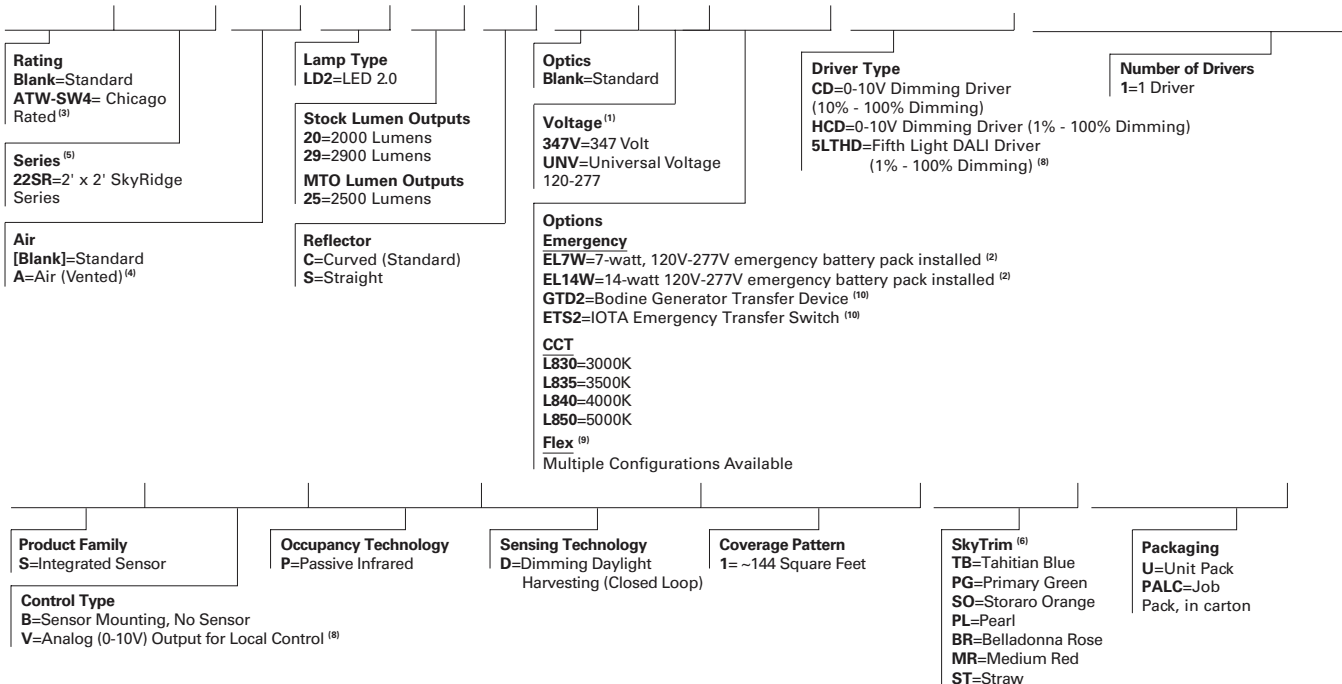 Rating
Blank=Standard
ATW-SW4= Chicago
Rated (3)
Series (5)
22SR=2' x 2' SkyRidge
Series
Air
[Blank]=Standard
A=Air (Vented) (4)
Lamp Type
LD2=LED 2.0
Stock Lumen Outputs
20=2000 Lumens
29=2900 Lumens
MTO Lumen Outputs
25=2500 Lumens
Reflector
C=Curved (Standard)
S=Straight
Optics
Blank=Standard
Voltage (1)
347V=347 Volt
UNV=Universal Voltage
120-277
Options
Emergency
EL7W=7-watt, 120V-277V emergency battery pack installed (2)
EL14W=14-watt 120V-277V emergency battery pack installed (2)
GTD2=Bodine Generator Transfer Device (10)
ETS2=IOTA Emergency Transfer Switch (10)
CCT
L830=3000K
L835=3500K
L840=4000K
L850=5000K
Flex (9)
Multiple Configurations Available
Driver Type
CD=0-10V Dimming Driver
(10% - 100% Dimming)
HCD=0-10V Dimming Driver (1% - 100% Dimming)
5LTHD=Fifth Light DALI Driver
(1% - 100% Dimming) (8)
Number of Drivers
1=1 Driver
Product Family
S=Integrated Sensor
Control Type
B=Sensor Mounting, No Sensor
V=Analog (0-10V) Output for Local Control (8)
Occupancy Technology
P=Passive Infrared
Sensing Technology
D=Dimming Daylight
Harvesting (Closed Loop)
Coverage Pattern
1= ~144 Square Feet
SkyTrim (6)
TB=Tahitian Blue
PG=Primary Green
SO=Storaro Orange
PL=Pearl
BR=Belladonna Rose
MR=Medium Red
ST=Straw
Packaging
U=Unit Pack
PALC=Job
Pack, in carton